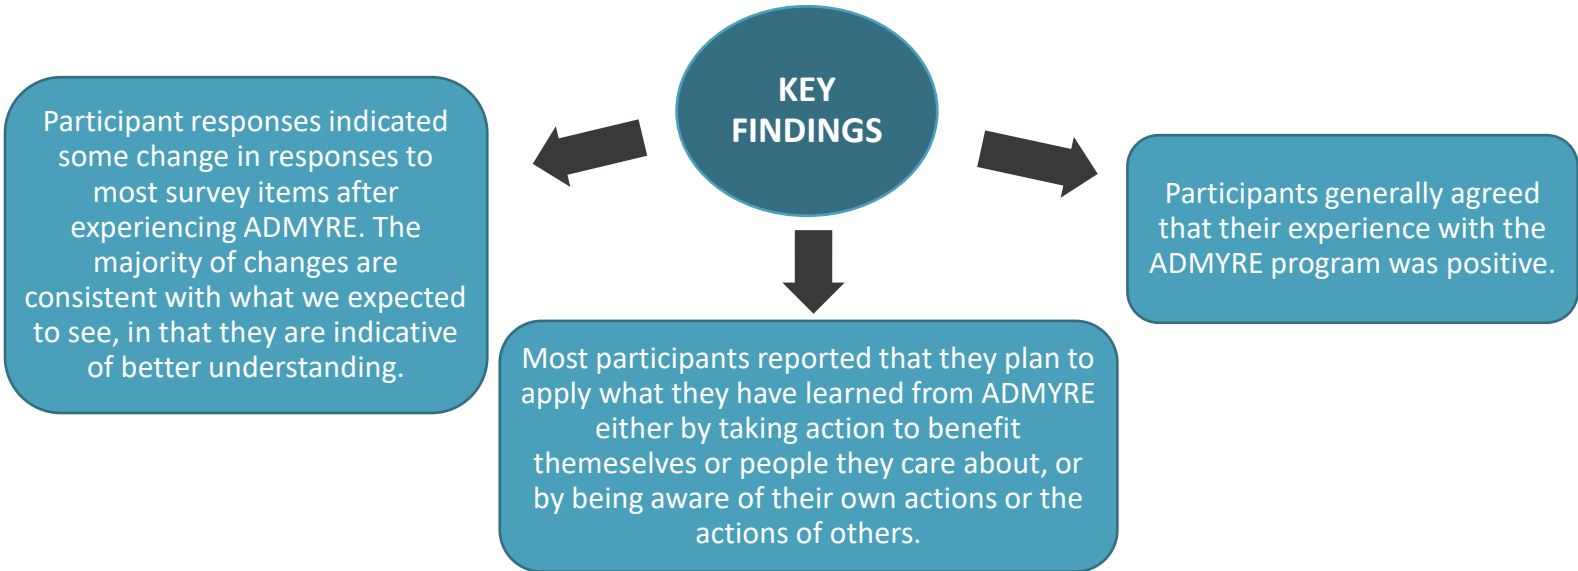 KEY
FINDINGS
Participant responses indicated
some change in responses to
most survey items after
experiencing ADMYRE. The
majority of changes are
consistent with what we expected
to see, in that they are indicative
of better understanding.
Most participants reported that they plan to
apply what they have learned from ADMYRE
either by taking action to benefit
themeselves or people they care about, or
by being aware of their own actions or the
actions of others.
Participants generally agreed
that their experience with the
ADMYRE program was positive.